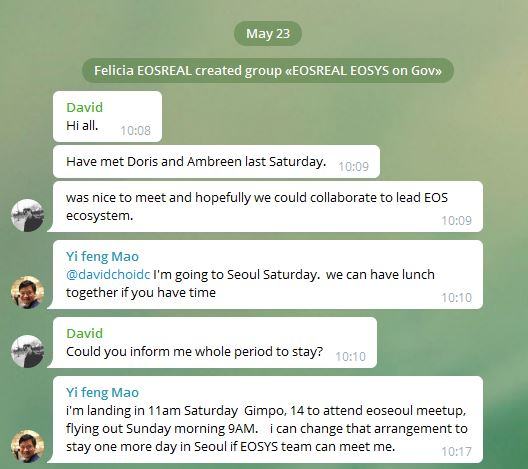 May 23
Felicia EOSREAL created group «EOSREAL EOSYS on Gov»
David
Hi all. 10:08
Have met Doris and Ambreen last Saturday. 10:09
was nice to meet and hopefully we could collaborate to lead EOS
ecosystem. 10:09
Yi feng Mao
@davidchoidc I'm going to Seoul Saturday. we can have lunch
together if you have time 10:10
David
Could you inform me whole period to stay? 10:10
Yi feng Mao
i'm landing in 11am Saturday Gimpo, 14 to attend eoseoul meetup,
flying out Sunday morning 9AM. i can change that arrangement to
stay one more day in Seoul if EOSYS team can meet me. 10:17